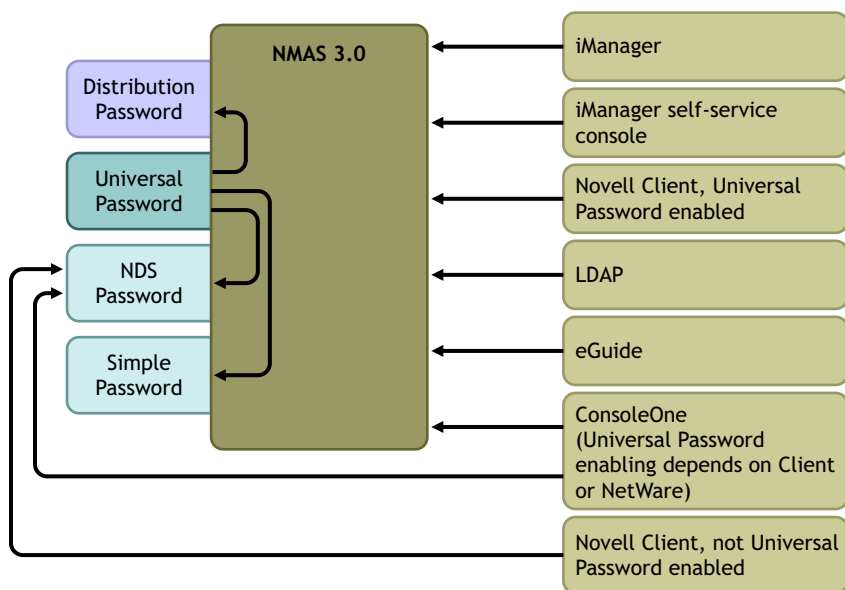 NMAS 3.0
Distribution
Password
Universal
Password
NDS
Password
Simple
Password
iManager
iManager self-service
console
Novell Client, Universal
Password enabled
LDAP
eGuide
ConsoleOne
(Universal Password
enabling depends on Client
or NetWare)
Novell Client, not Universal
Password enabled